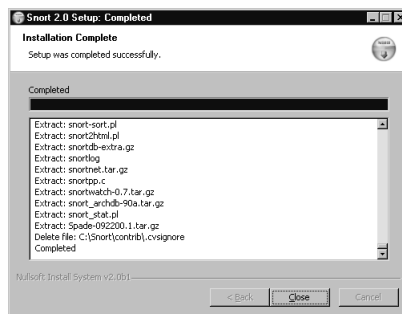 Snort 2.0 Setup: Completed
Installation Complete
Setup was completed successfully.
Completed
Extract: snort-sort.pl
Extract: snort2html.pl
Extract: snortdb-extra.gz
Extract: snortlog
Extract: snortnet.tar.gz
Extract: snortpp.c
Extract: snortwatch-0.7.tar.gz
Extract: snort_archdb-90a.tar.gz
Extract: snort_stat.pl
Extract: Spade-092200.1.tar.gz
Delete file: C:\Snort\contrib\.cvsignore
Completed
Nullsoft Install System v2.0b1
< Back
Close
Cancel